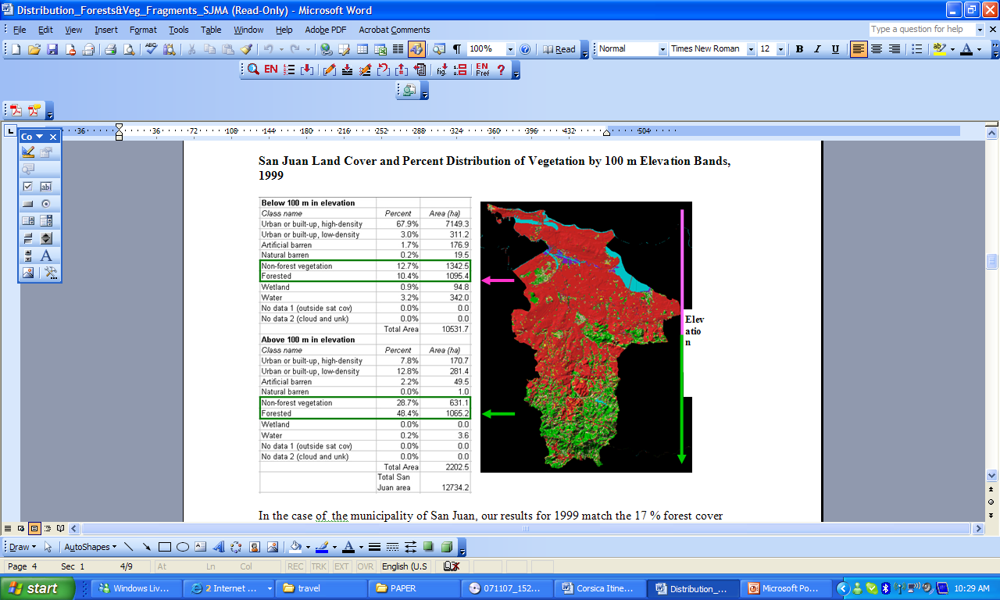 Distribution_Forests&Veg_Fragments_SJMA (Read-Only) - Microsoft Word
File Edit View Insert Format Tools Table Window Help Adobe PDF Acrobat Comments
Type a question for help
100% Read Normal Times New Roman 12 B I U
EN fig. EN Pref ?
36 36 72 108 144 180 216 252 288 324 360 396 432 504
Co
San Juan Land Cover and Percent Distribution of Vegetation by 100 m Elevation Bands,
1999
Below 100 m in elevation
Class name Percent Area (ha)
Urban or built-up, high-density 67.9% 7149.3
Urban or built-up, low-density 3.0% 311.2
Artificial barren 1.7% 176.9
Natural barren 0.2% 19.5
Non-forest vegetation 12.7% 1342.5
Forested 10.4% 1095.4
Wetland 0.9% 94.8
Water 3.2% 342.0
No data 1 (outside sat cov) 0.0% 0.0
No data 2 (cloud and unk) 0.0% 0.0
Total Area 10531.7
Above 100 m in elevation
Class name Percent Area (ha)
Urban or built-up, high-density 7.8% 170.7
Urban or built-up, low-density 12.8% 281.4
Artificial barren 2.2% 49.5
Natural barren 0.0% 1.0
Non-forest vegetation 28.7% 631.1
Forested 48.4% 1065.2
Wetland 0.0% 0.0
Water 0.2% 3.6
No data 1 (outside sat cov) 0.0% 0.0
No data 2 (cloud and unk) 0.0% 0.0
Total Area 2202.5
Total San
Juan area 12734.2
Elev
atio
n
In the case of the municipality of San Juan, our results for 1999 match the 17 % forest cover
Draw AutoShapes
Page 4 Sec 1 4/9 At Ln Col REC TRK EXT OVR English (U.S
start Windows Liv... 2 Internet ... travel PAPER 071107_152... Corsica Itine... Distribution_... Microsoft Po... 10:29 AM